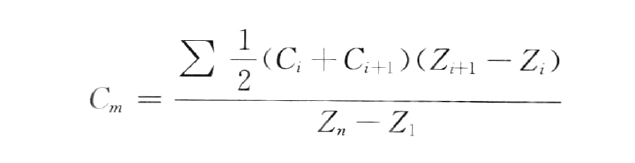 $$C_m = \frac{\sum \frac{1}{2}(C_i + C_{i+1})(Z_{i+1} - Z_i)}{Z_n - Z_1}$$